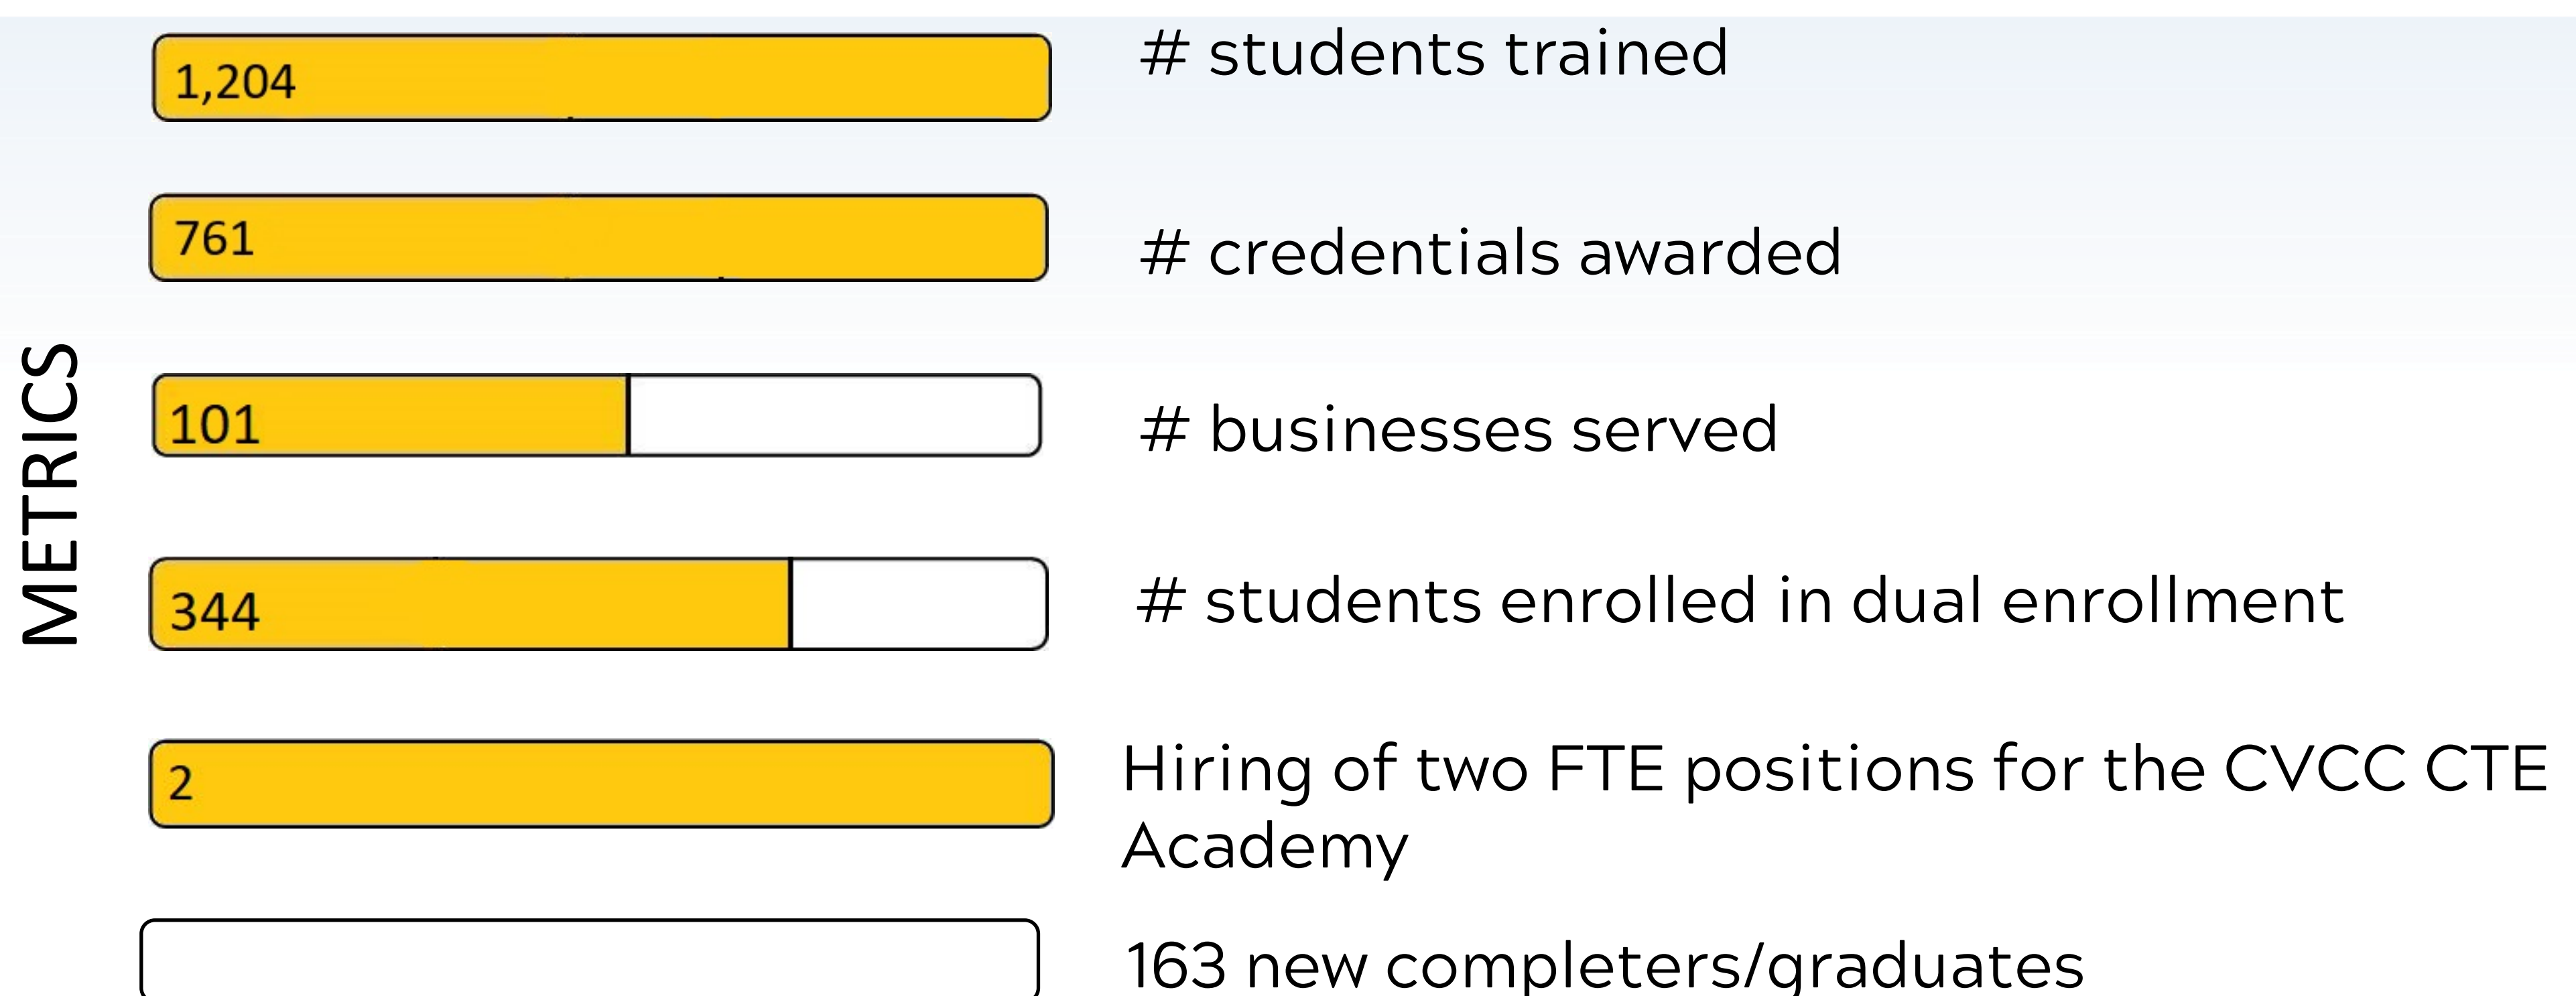 METRICS
1,204
# students trained
761
# credentials awarded
101
# businesses served
344
# students enrolled in dual enrollment
2
Hiring of two FTE positions for the CVCC CTE
Academy
163 new completers/graduates